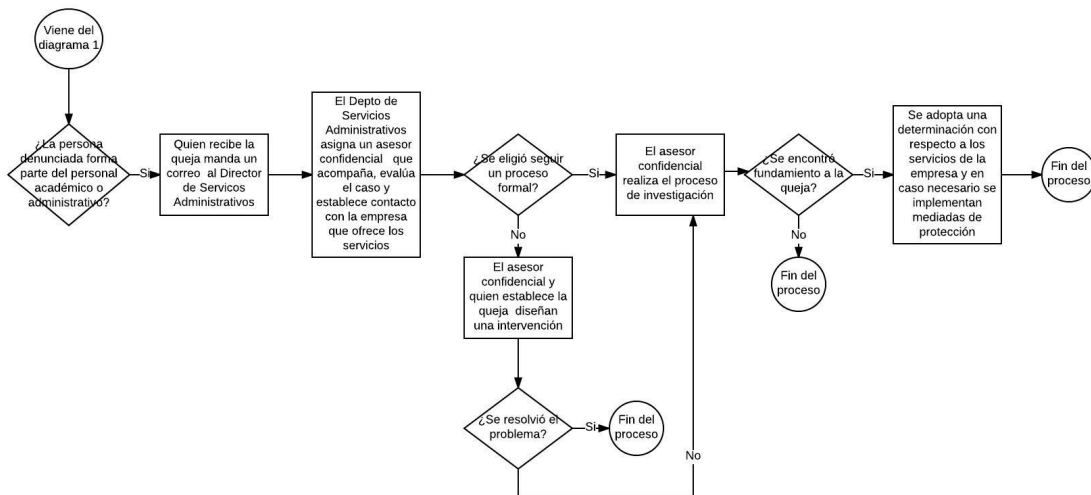 Viene del
diagrama 1
¿La persona
denunciada forma
parte del personal
académico o
administrativo?
Si
Quien recibe la
queja manda un
correo al Director
de Servicos
Administrativos
El Depto de
Servicios
Administrativos
asigna un asesor
confidencial que
acompaña, evalúa
el caso y
establece contacto
con la empresa
que ofrece los
servicios
¿Se eligió seguir
un proceso
formal?
Si
No
El asesor
confidencial
realiza el proceso
de investigación
¿Se encontró
fundamento a la
queja?
Si
No
Fin del
proceso
Se adopta una
determinación con
respecto a los
servicios de la
empresa y en
caso necesario se
implementan
mediadas de
protección
Fin del
proceso
El asesor
confidencial y
quien establece la
queja diseñan
una intervención
¿Se resolvió el
problema?
Si
Fin del
proceso
No